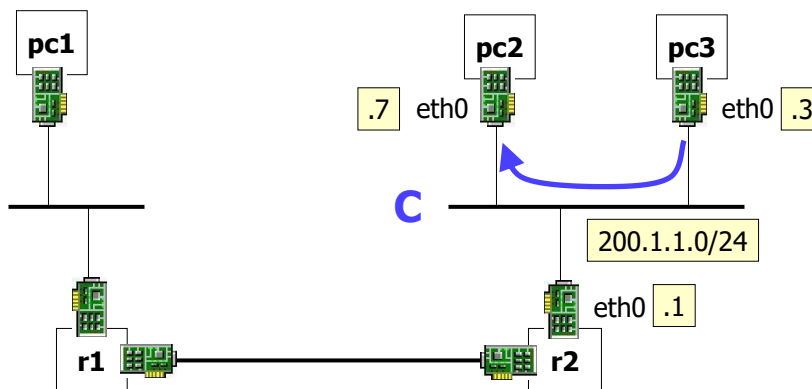 pc1
pc2
pc3
.7
eth0
eth0
.3
C
200.1.1.0/24
eth0
.1
r1
r2